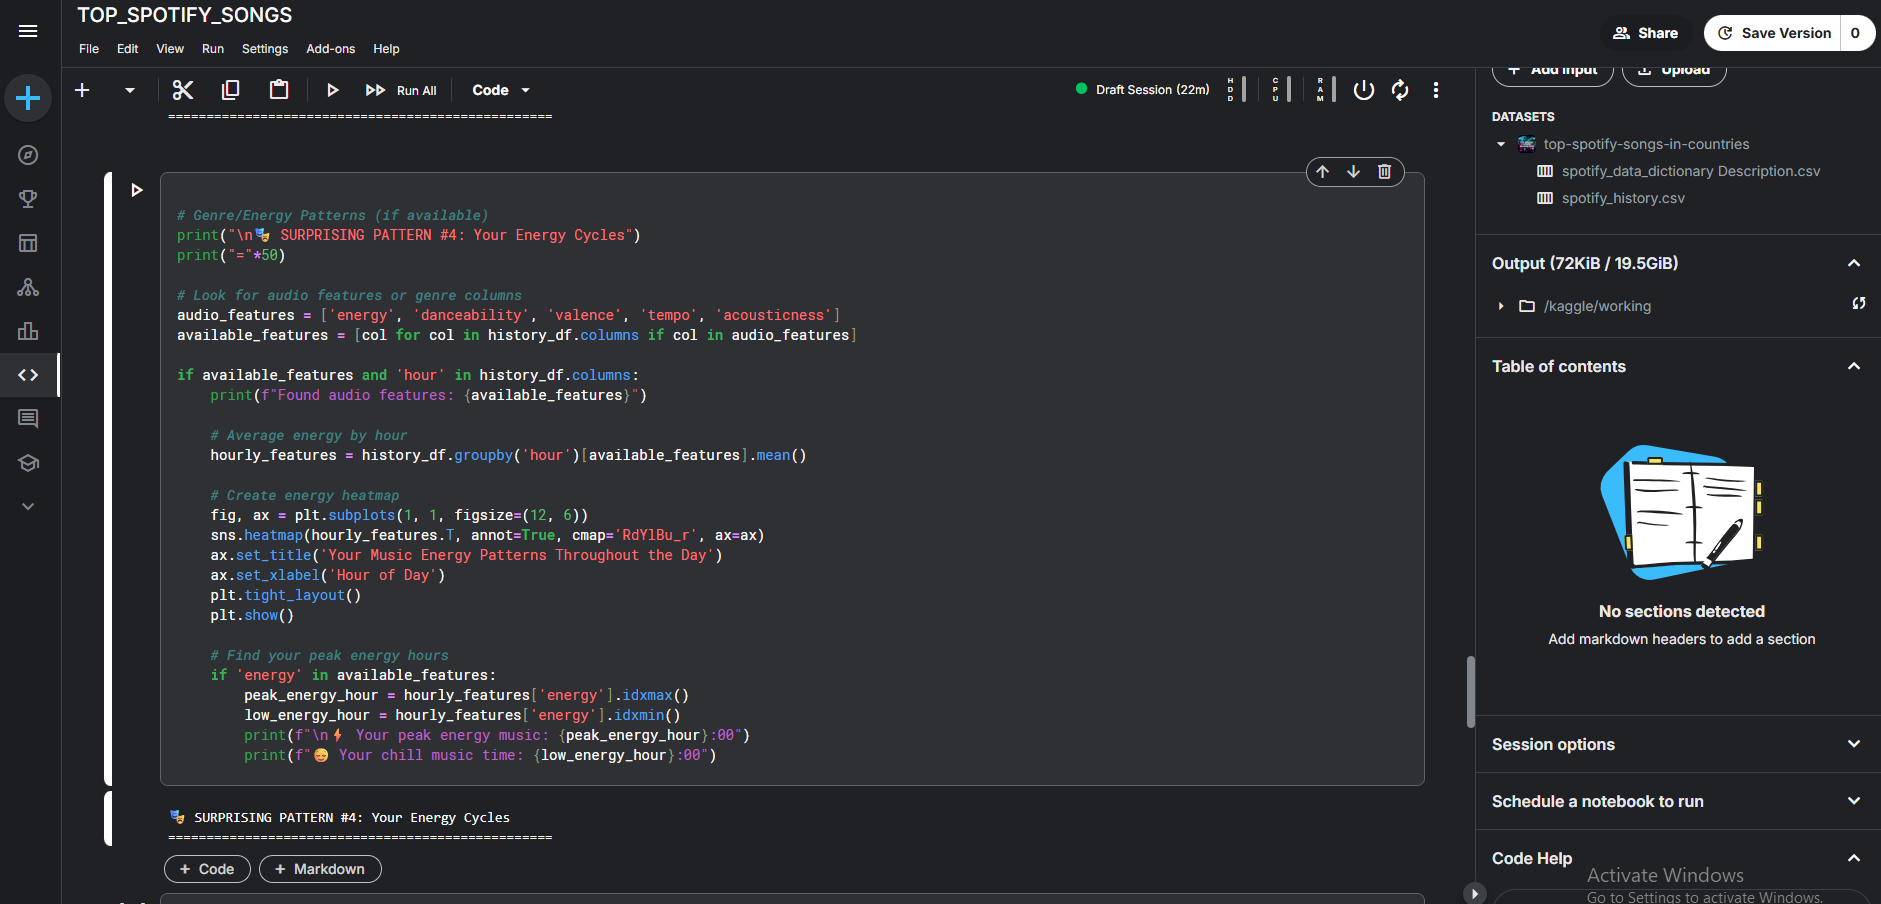 TOP_SPOTIFY_SONGS
File Edit View Run Settings Add-ons Help
Share
Save Version 0
Run All
Code
Draft Session (22m)
HDD
CPU
RAM
==================================================
# Genre/Energy Patterns (if available)
print("\n🎭 SURPRISING PATTERN #4: Your Energy Cycles")
print("="*50)
# Look for audio features or genre columns
audio_features = ['energy', 'danceability', 'valence', 'tempo', 'acousticness']
available_features = [col for col in history_df.columns if col in audio_features]
if available_features and 'hour' in history_df.columns:
    print(f"Found audio features: {available_features}")
    # Average energy by hour
    hourly_features = history_df.groupby('hour')[available_features].mean()
    # Create energy heatmap
    fig, ax = plt.subplots(1, 1, figsize=(12, 6))
    sns.heatmap(hourly_features.T, annot=True, cmap='RdYlBu_r', ax=ax)
    ax.set_title('Your Music Energy Patterns Throughout the Day')
    ax.set_xlabel('Hour of Day')
    plt.tight_layout()
    plt.show()
    # Find your peak energy hours
    if 'energy' in available_features:
        peak_energy_hour = hourly_features['energy'].idxmax()
        low_energy_hour = hourly_features['energy'].idxmin()
        print(f"\n⚡ Your peak energy music: {peak_energy_hour}:00")
        print(f"😌 Your chill music time: {low_energy_hour}:00")
🎭 SURPRISING PATTERN #4: Your Energy Cycles
==================================================
+ Code
+ Markdown
+ Add Input
Upload
DATASETS
top-spotify-songs-in-countries
spotify_data_dictionary Description.csv
spotify_history.csv
Output (72KiB / 19.5GiB)
/kaggle/working
Table of contents
No sections detected
Add markdown headers to add a section
Session options
Schedule a notebook to run
Code Help
Activate Windows
Go to Settings to activate Windows.